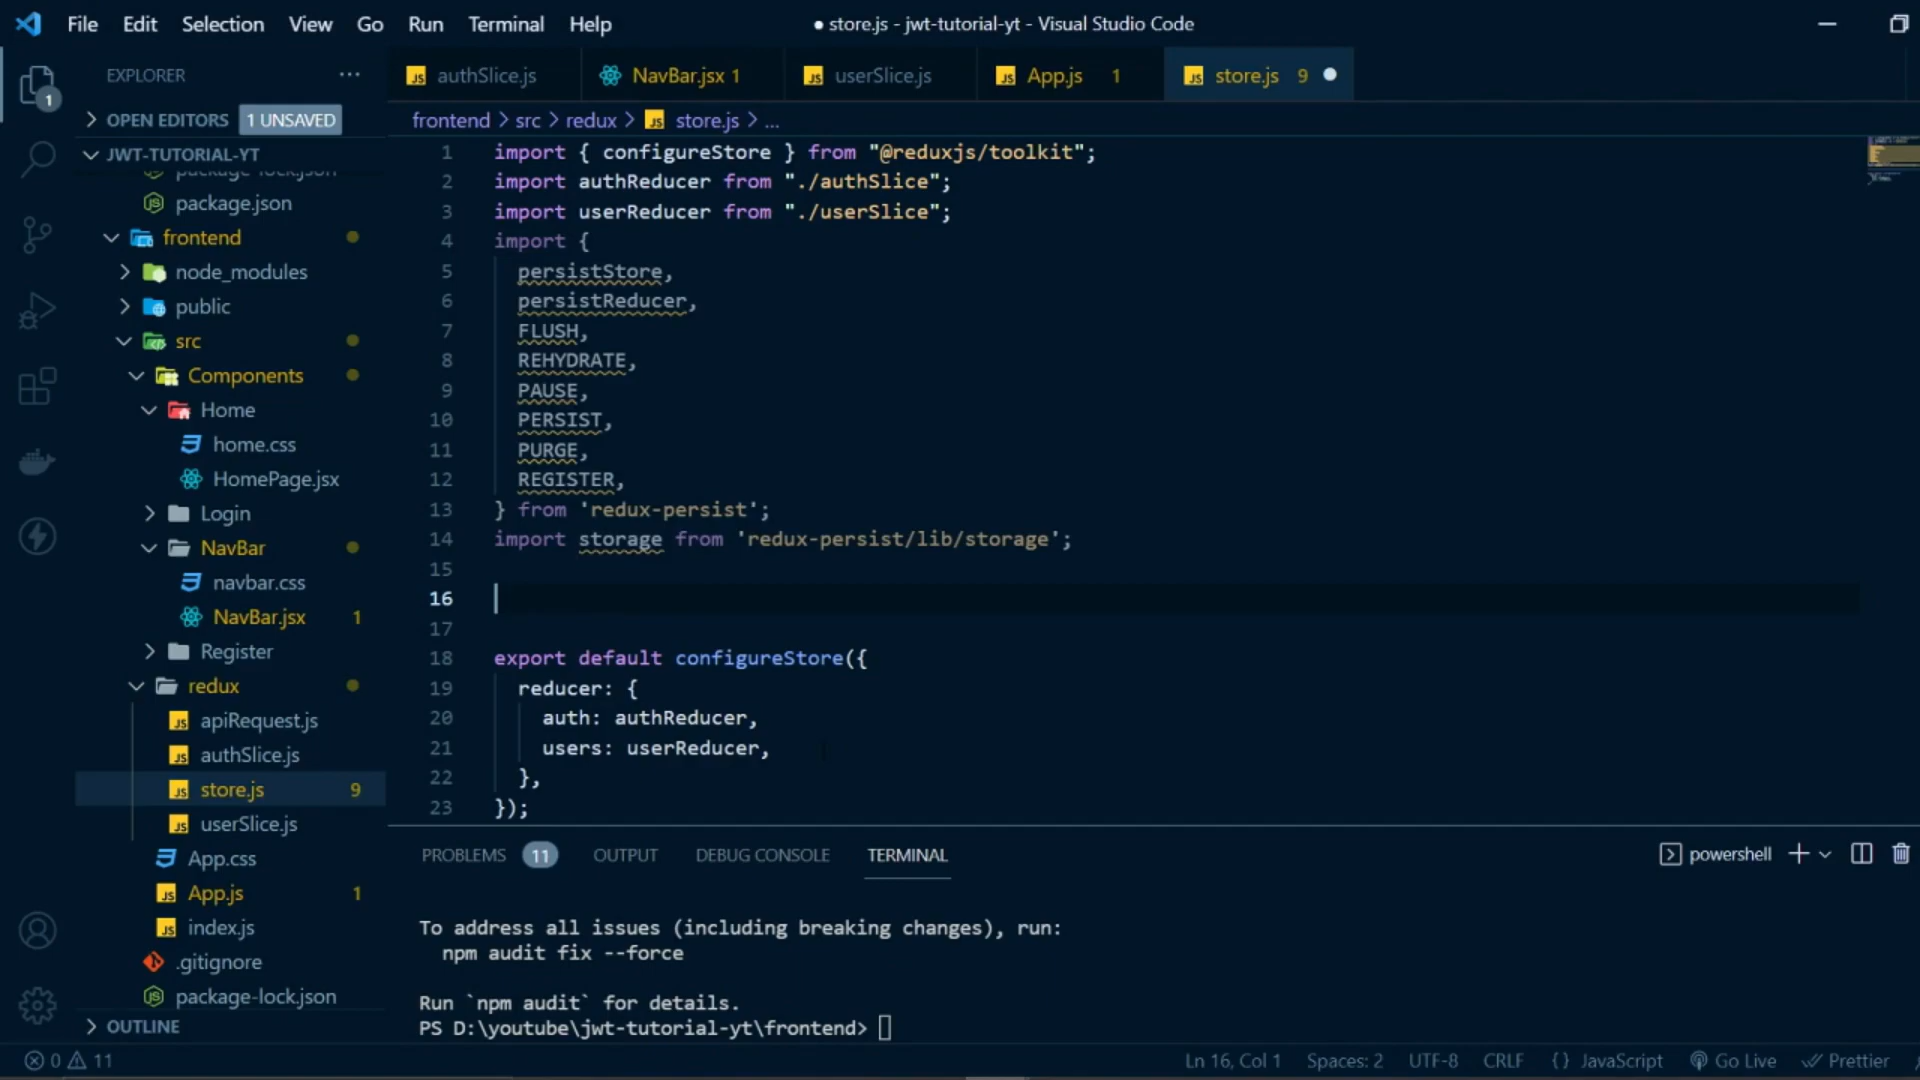 File Edit Selection View Go Run Terminal Help
● store.js - jwt-tutorial-yt - Visual Studio Code
EXPLORER ...
1
OPEN EDITORS 1 UNSAVED
JWT-TUTORIAL-YT
package-lock.json
package.json
frontend
node_modules
public
src
Components
Home
home.css
HomePage.jsx
Login
NavBar
navbar.css
NavBar.jsx 1
Register
redux
apiRequest.js
authSlice.js
store.js 9
userSlice.js
App.css
App.js 1
index.js
.gitignore
package-lock.json
OUTLINE
authSlice.js NavBar.jsx 1 userSlice.js App.js 1 store.js 9
frontend > src > redux > store.js > ...
1 import { configureStore } from "@reduxjs/toolkit";
2 import authReducer from "./authSlice";
3 import userReducer from "./userSlice";
4 import {
5 persistStore,
6 persistReducer,
7 FLUSH,
8 REHYDRATE,
9 PAUSE,
10 PERSIST,
11 PURGE,
12 REGISTER,
13 } from 'redux-persist';
14 import storage from 'redux-persist/lib/storage';
15
16
17
18 export default configureStore({
19 reducer: {
20 auth: authReducer,
21 users: userReducer,
22 },
23 });
PROBLEMS 11 OUTPUT DEBUG CONSOLE TERMINAL powershell
To address all issues (including breaking changes), run:
npm audit fix --force
Run `npm audit` for details.
PS D:\youtube\jwt-tutorial-yt\frontend>
0 11 Ln 16, Col 1 Spaces: 2 UTF-8 CRLF {} JavaScript Go Live Prettier